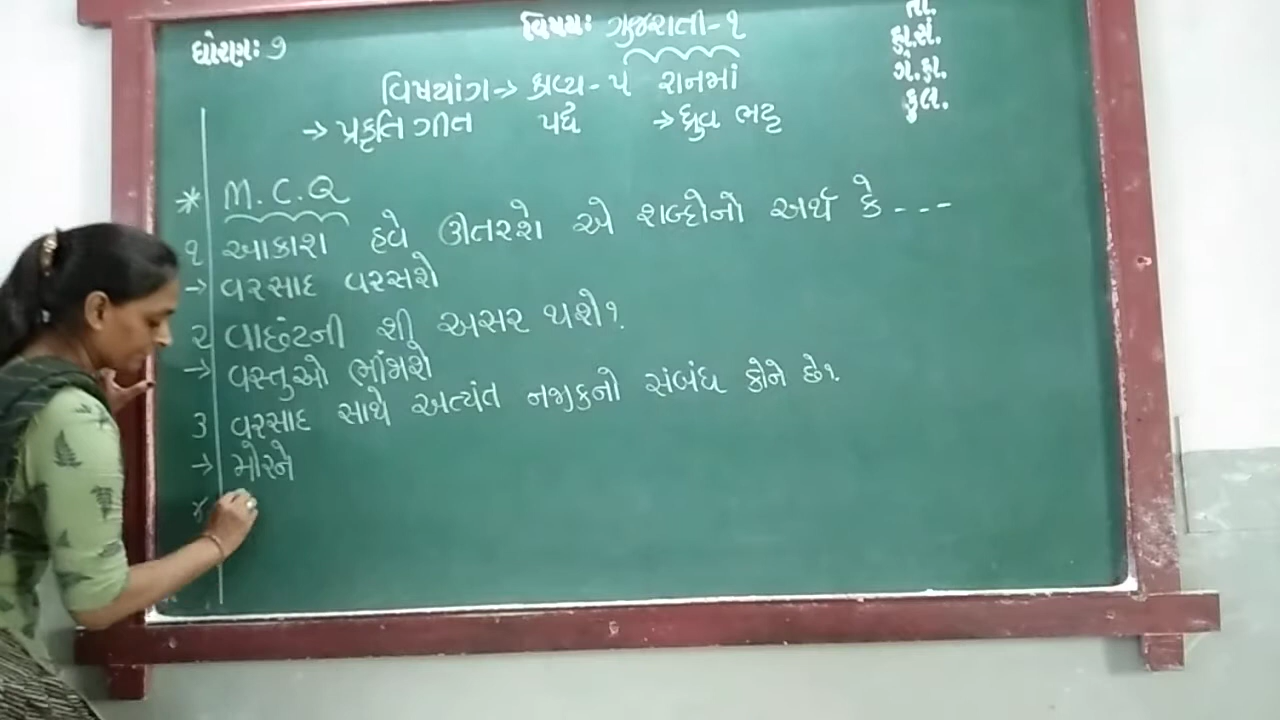 ધોરણઃ ૭
વિષયઃ ગુજરાતી-૧
તા.
હા.સં.
ગે.હા.
કુલ.
વિષયાંગ→ કાવ્ય - ૫ રાનમાં
→ પ્રકૃતિ ગીત પદ્ય → ધ્રુવ ભટ્ટ
* M.C.Q
૧ આકાશ હવે ઊતરશે એ શબ્દોનો અર્થ કે ---
→ વરસાદ વરસશે
૨ વાછંટની શી અસર થશે?
→ વસ્તુઓ ભીંજાશે
૩ વરસાદ સાથે અત્યંત નજીકનો સંબંધ કોને છે?
→ મોરને
૪